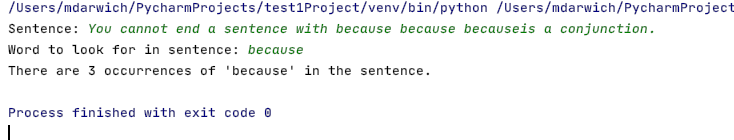 /Users/mdarwich/PycharmProjects/test1Project/venv/bin/python /Users/mdarwich/PycharmProject
Sentence: You cannot end a sentence with because because becauseis a conjunction.
Word to look for in sentence: because
There are 3 occurrences of 'because' in the sentence.
Process finished with exit code 0